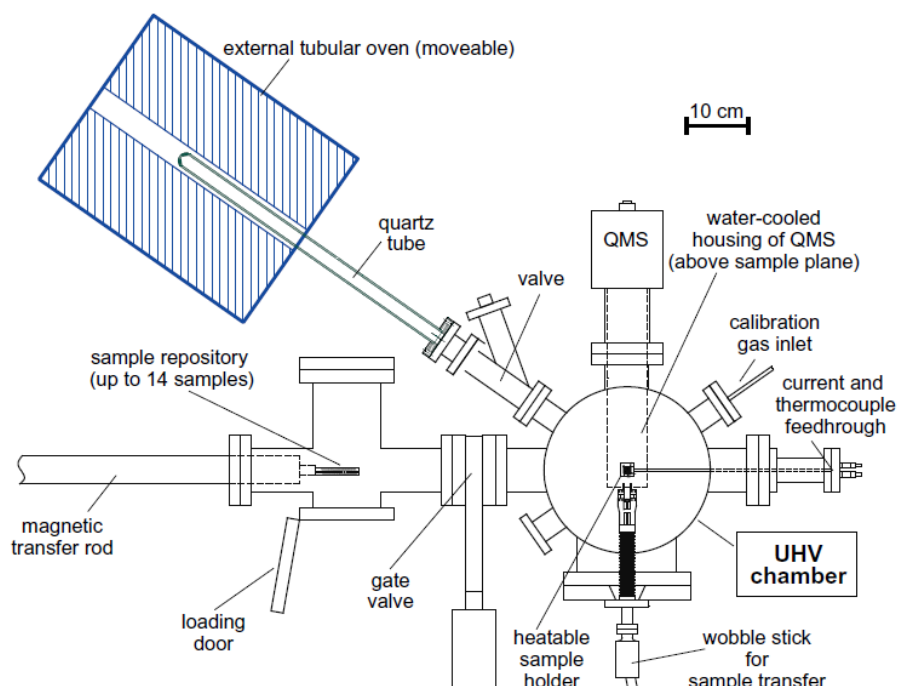 external tubular oven (moveable)
10 cm
quartz
tube
QMS
water-cooled
housing of QMS
(above sample plane)
valve
calibration
gas inlet
sample repository
(up to 14 samples)
current and
thermocouple
feedthrough
magnetic
transfer rod
UHV
chamber
gate
valve
loading
door
heatable
sample
holder
wobble stick
for
sample transfer